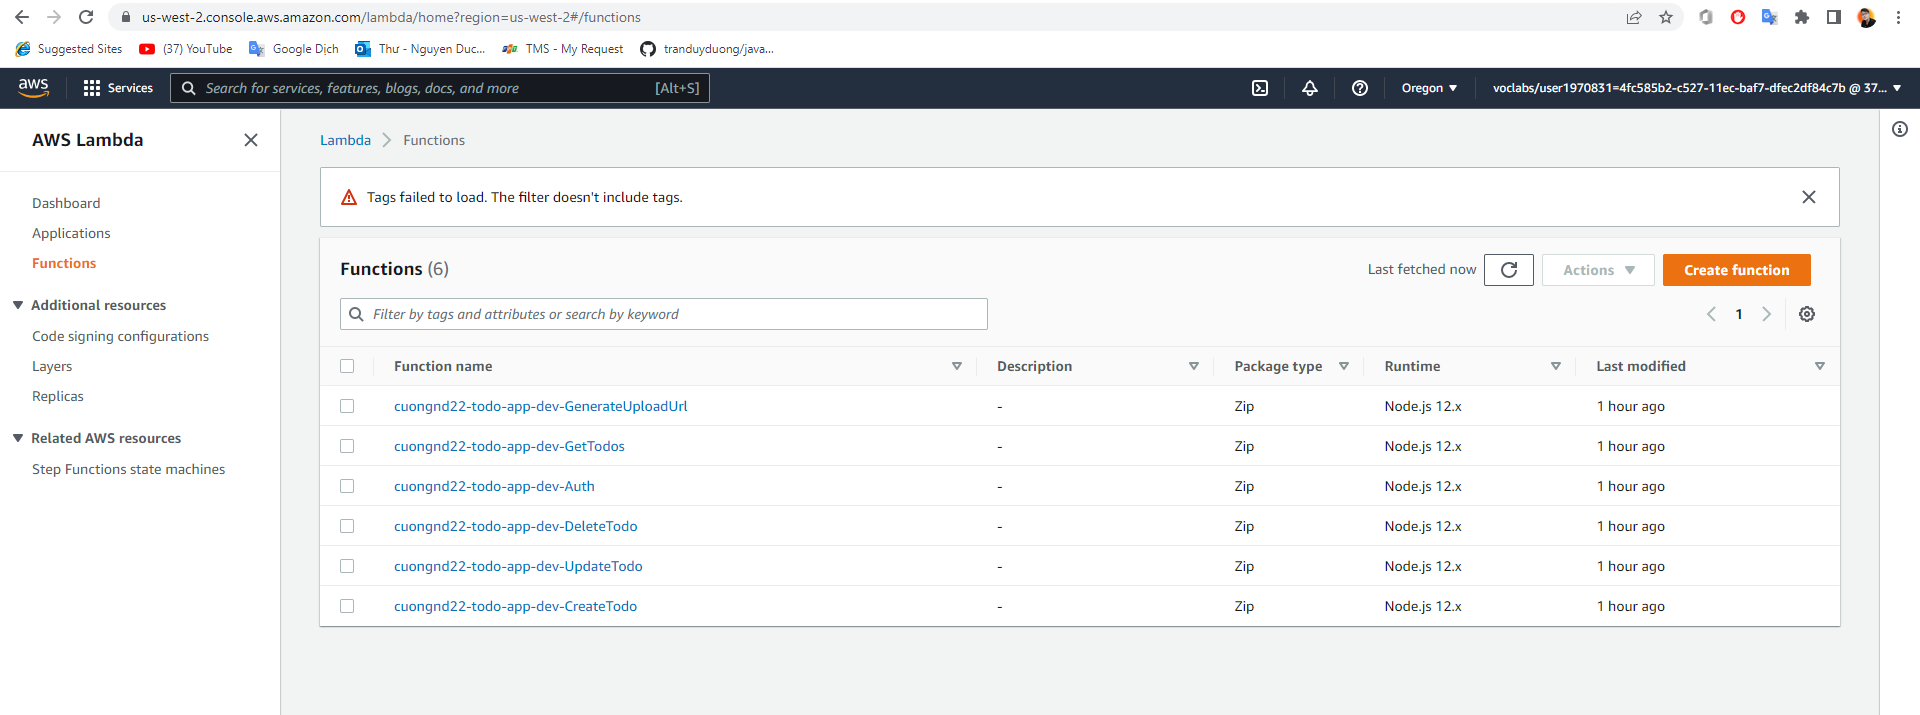 us-west-2.console.aws.amazon.com/lambda/home?region=us-west-2#/functions
Suggested Sites (37) YouTube Google Dịch Thư - Nguyen Duc... TMS - My Request tranduyduong/java...
aws Services Search for services, features, blogs, docs, and more [Alt+S] Oregon voclabs/user1970831=4fc585b2-c527-11ec-baf7-dfec2df84c7b @ 37...
AWS Lambda
Dashboard
Applications
Functions
Additional resources
Code signing configurations
Layers
Replicas
Related AWS resources
Step Functions state machines
Lambda Functions
Tags failed to load. The filter doesn't include tags.
Functions (6) Last fetched now Actions Create function
Filter by tags and attributes or search by keyword 1
Function name Description Package type Runtime Last modified
cuongnd22-todo-app-dev-GenerateUploadUrl - Zip Node.js 12.x 1 hour ago
cuongnd22-todo-app-dev-GetTodos - Zip Node.js 12.x 1 hour ago
cuongnd22-todo-app-dev-Auth - Zip Node.js 12.x 1 hour ago
cuongnd22-todo-app-dev-DeleteTodo - Zip Node.js 12.x 1 hour ago
cuongnd22-todo-app-dev-UpdateTodo - Zip Node.js 12.x 1 hour ago
cuongnd22-todo-app-dev-CreateTodo - Zip Node.js 12.x 1 hour ago